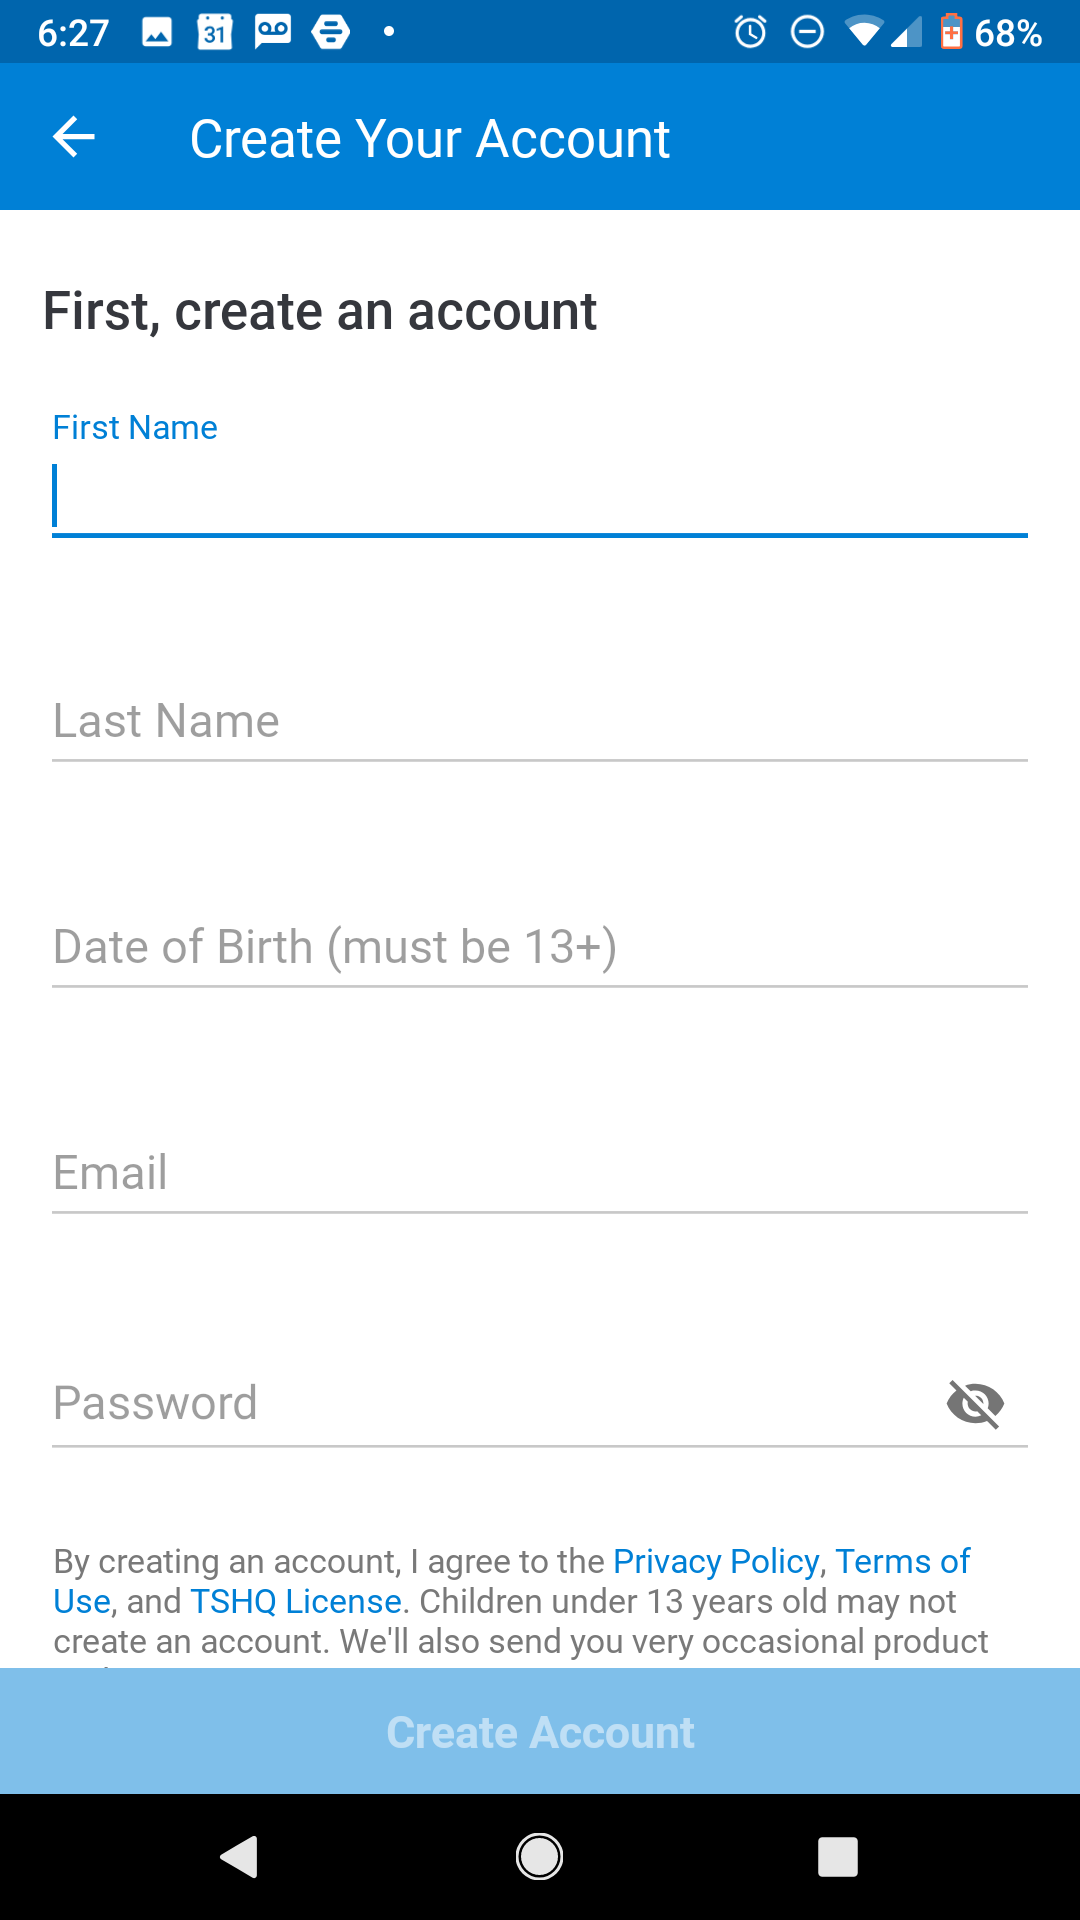 6:27
31
68%
Create Your Account
First, create an account
First Name
Last Name
Date of Birth (must be 13+)
Email
Password
By creating an account, I agree to the Privacy Policy, Terms of
Use, and TSHQ License. Children under 13 years old may not
create an account. We'll also send you very occasional product
Create Account